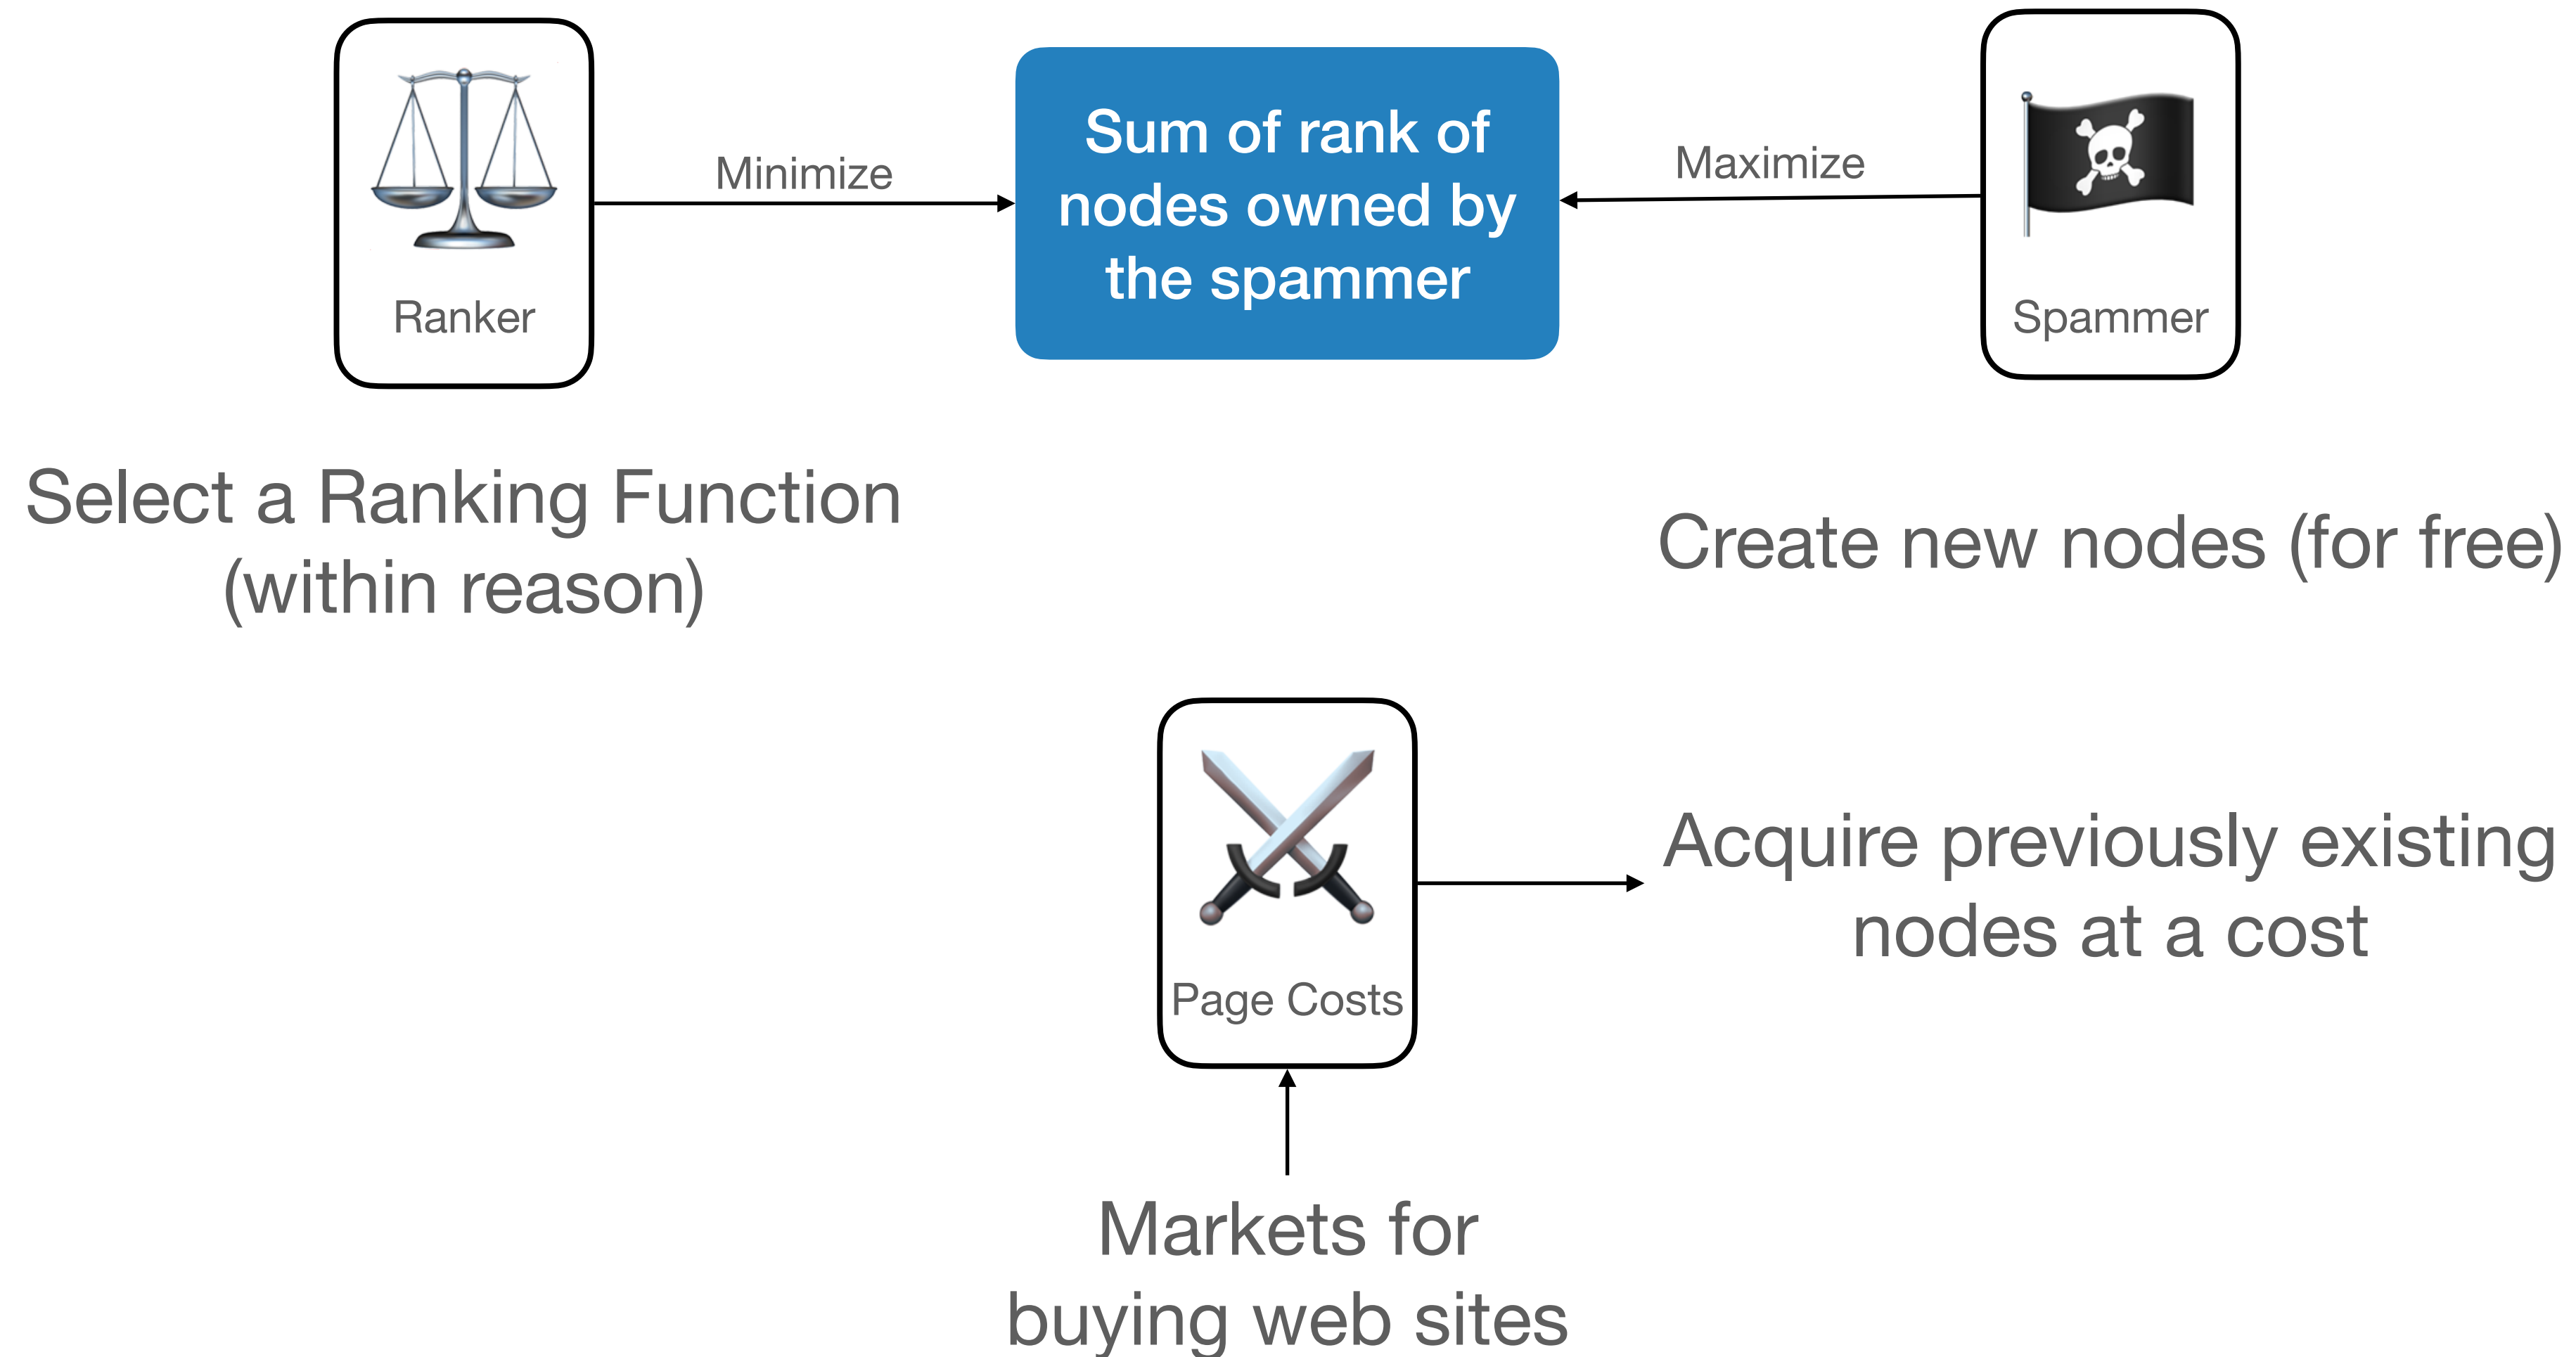 Minimize
Sum of rank of
nodes owned by
the spammer
Maximize
Ranker
Spammer
Select a Ranking Function
(within reason)
Create new nodes (for free)
Acquire previously existing
nodes at a cost
Page Costs
Markets for
buying web sites